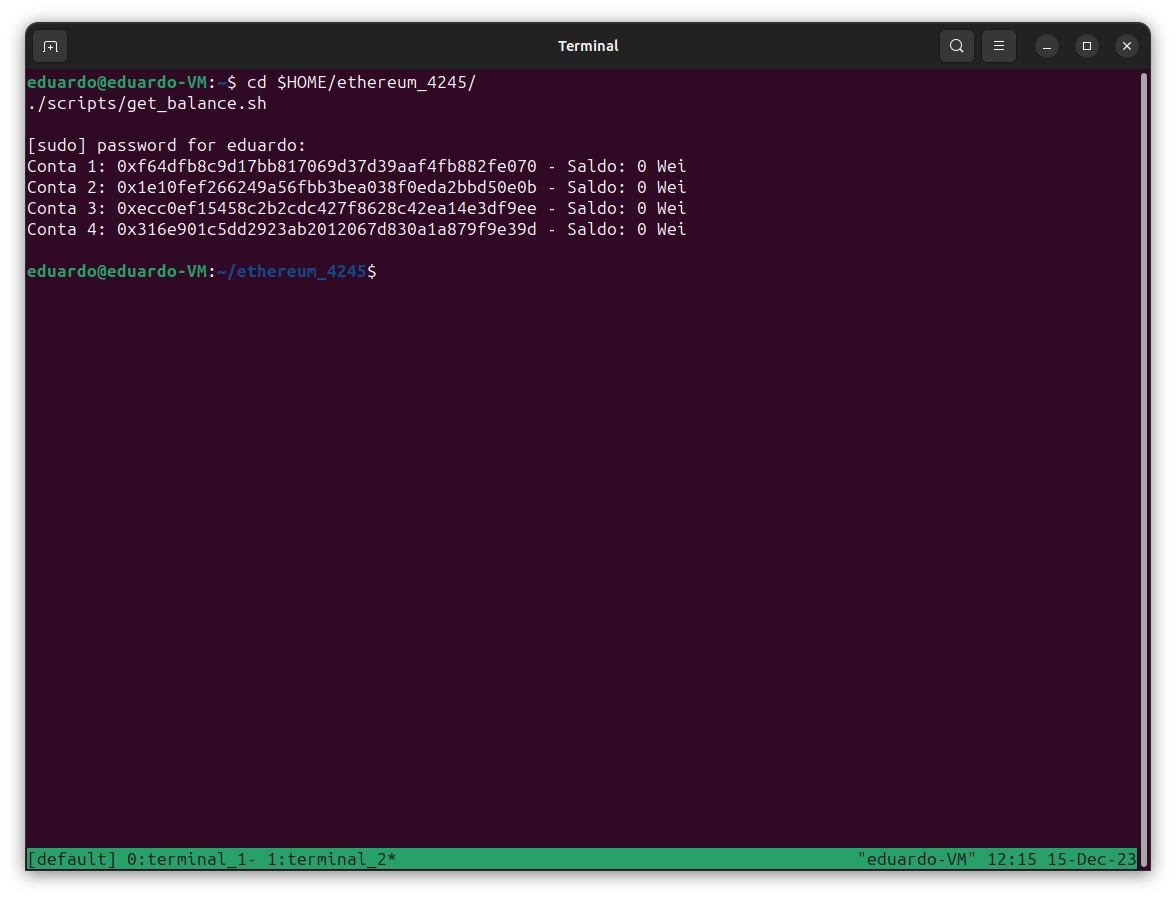 Terminal
eduardo@eduardo-VM:~$ cd $HOME/ethereum_4245/
./scripts/get_balance.sh
[sudo] password for eduardo:
Conta 1: 0xf64dfb8c9d17bb817069d37d39aaf4fb882fe070 - Saldo: 0 Wei
Conta 2: 0x1e10fef266249a56fbb3bea038f0eda2bbd50e0b - Saldo: 0 Wei
Conta 3: 0xecc0ef15458c2b2cdc427f8628c42ea14e3df9ee - Saldo: 0 Wei
Conta 4: 0x316e901c5dd2923ab2012067d830a1a879f9e39d - Saldo: 0 Wei
eduardo@eduardo-VM:~/ethereum_4245$
[default] 0:terminal_1- 1:terminal_2* "eduardo-VM" 12:15 15-Dec-23